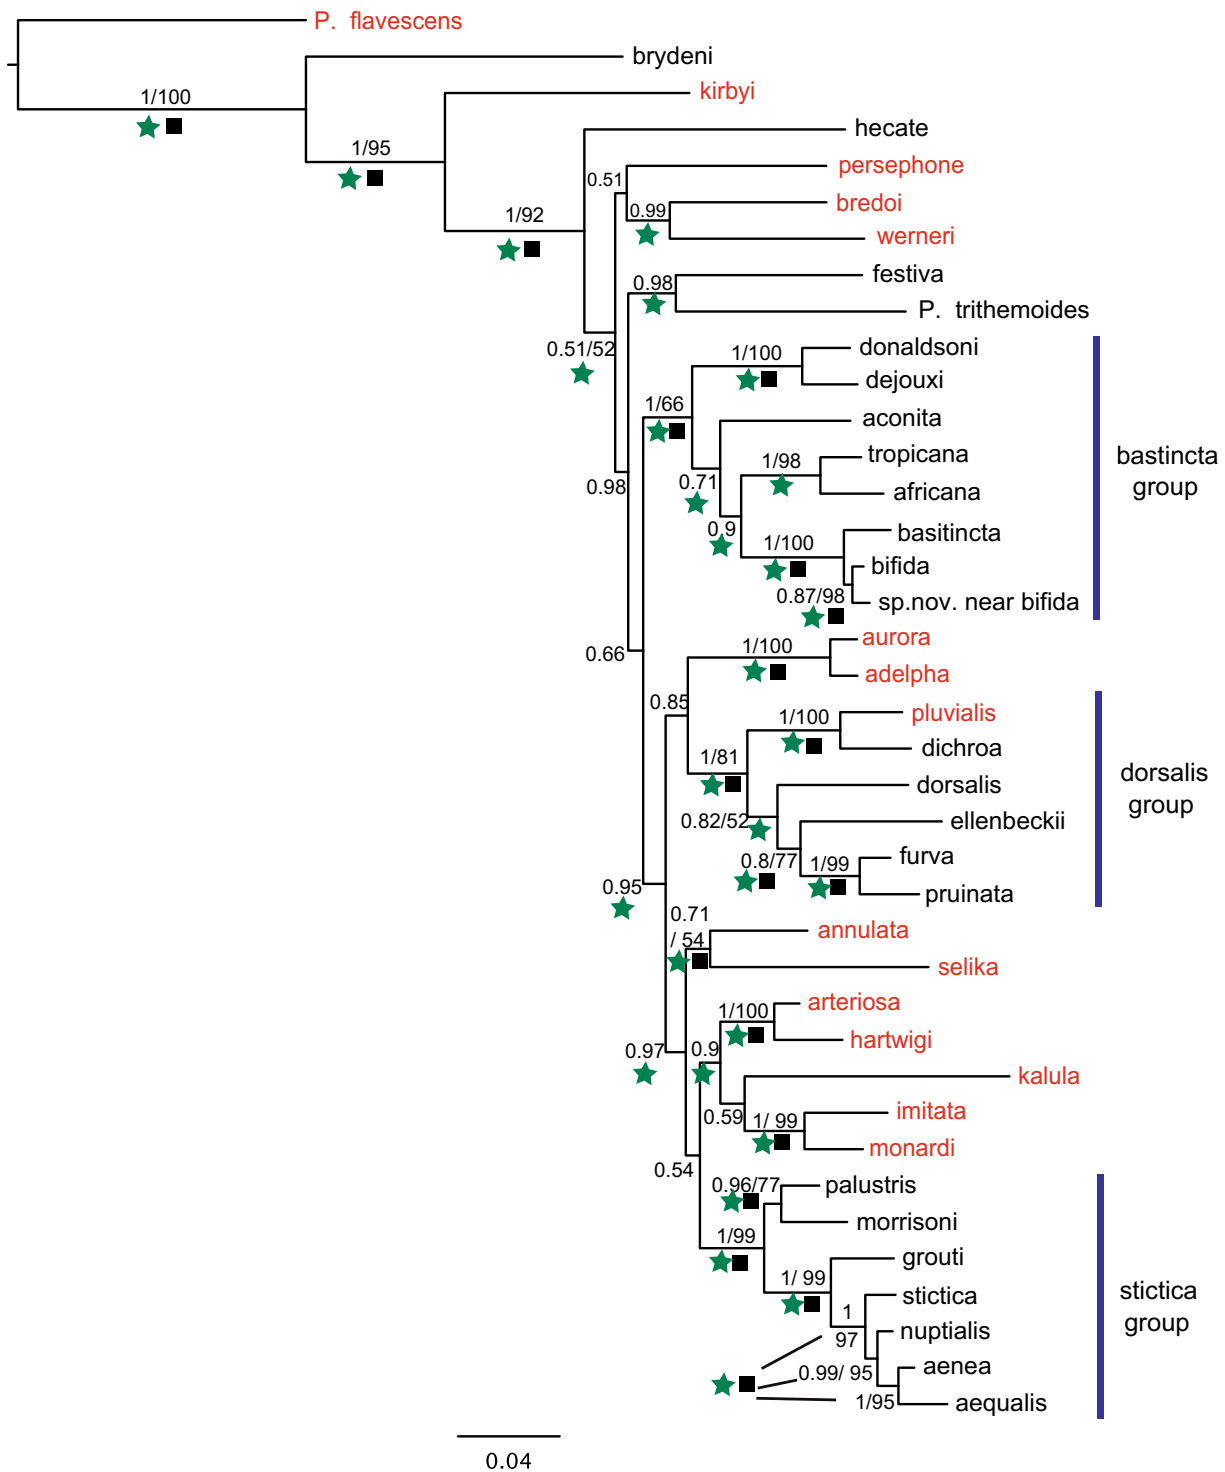 P. flavescens
brydeni
1/100
kirbyi
hecate
1/95
persephone
0.51
bredoi
1/92
0.99
werneri
festiva
0.98
P. trithemoides
0.51/52
donaldsoni
1/100
dejouxi
1/66
aconita
tropicana
1/98
bastincta
group
0.71
africana
0.98
0.9
basitincta
1/100
bifida
0.87/98
sp.nov. near bifida
aurora
1/100
0.66
adelpha
0.85
pluvialis
1/100
dichroa
1/81
dorsalis
dorsalis
group
0.82/52
ellenbeckii
furva
0.8/77
1/99
0.95
pruinata
0.71
/ 54
annulata
selika
arteriosa
1/100
hartwigi
0.97
0.9
kalula
imitata
0.59
1/ 99
monardi
0.54
palustris
0.96/77
morrisoni
1/99
grouti
1/ 99
stictica
stictica
group
1
97
nuptialis
aenea
0.99/ 95
aequalis
1/95
0.04